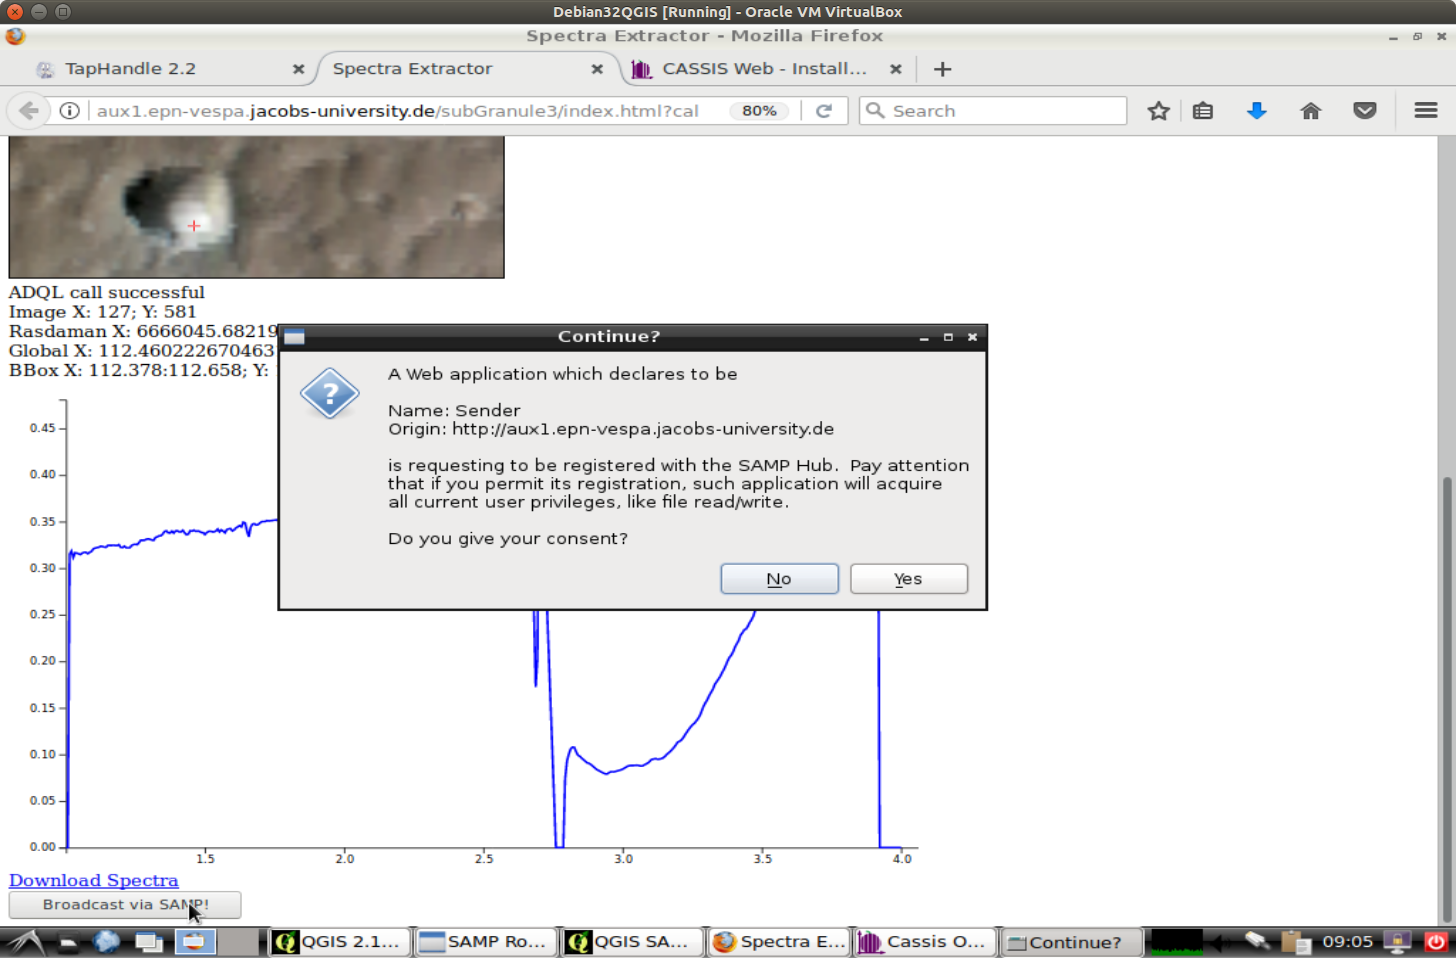 Debian32QGIS [Running] - Oracle VM VirtualBox
Spectra Extractor - Mozilla Firefox
TapHandle 2.2
Spectra Extractor
CASSIS Web - Install...
aux1.epn-vespa.jacobs-university.de/subGranule3/index.html?cal
80%
Search
ADQL call successful
Image X: 127; Y: 581
Rasdaman X: 6666045.68219
Global X: 112.460222670463
BBox X: 112.378:112.658; Y:
Continue?
A Web application which declares to be
Name: Sender
Origin: http://aux1.epn-vespa.jacobs-university.de
is requesting to be registered with the SAMP Hub. Pay attention
that if you permit its registration, such application will acquire
all current user privileges, like file read/write.
Do you give your consent?
No
Yes
0.45
0.40
0.35
0.30
0.25
0.20
0.15
0.10
0.05
0.00
1.5
2.0
2.5
3.0
3.5
4.0
Download Spectra
Broadcast via SAMP!
QGIS 2.1...
SAMP Ro...
QGIS SA...
Spectra E...
Cassis O...
Continue?
09:05